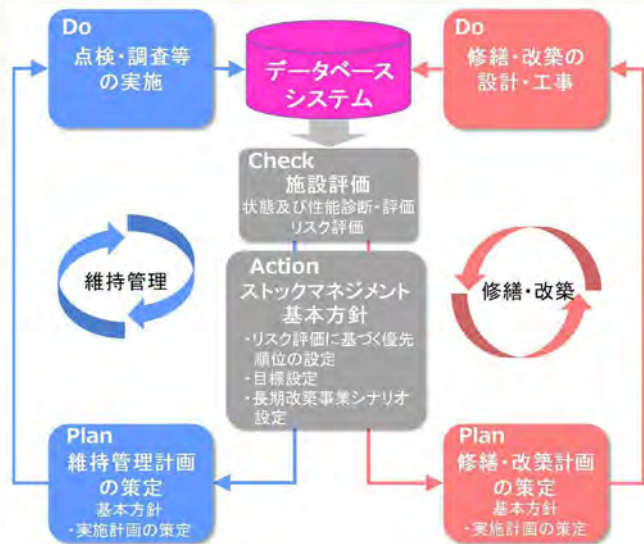 Do
点検・調査等
の実施
データベース
システム
Do
修繕・改築の
設計・工事
Check
施設評価
状態及び性能診断・評価
リスク評価
維持管理
Action
ストックマネジメント
基本方針
・リスク評価に基づく優先
順位の設定
・目標設定
・長期改築事業シナリオ
設定
修繕・改築
Plan
維持管理計画
の策定
基本方針
・実施計画の策定
Plan
修繕・改築計画
の策定
基本方針
・実施計画の策定